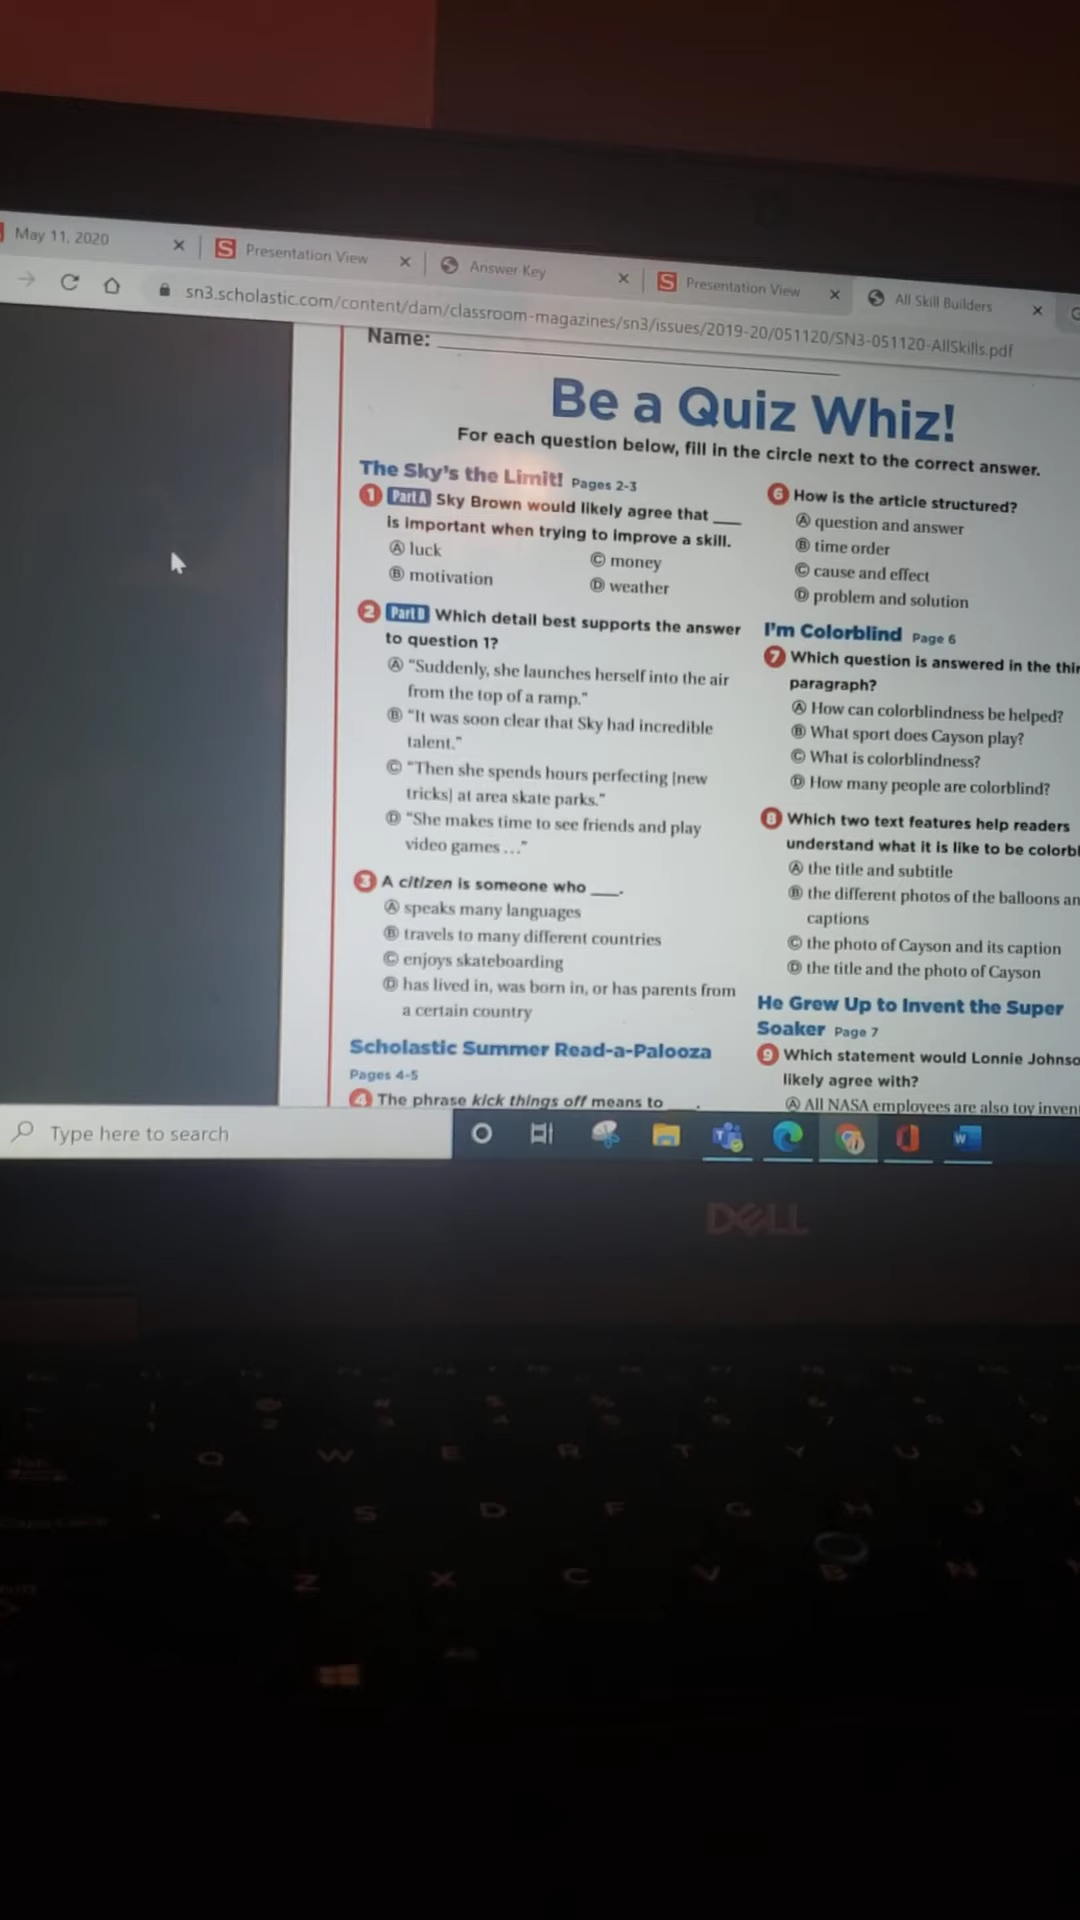 May 11, 2020
Presentation View
Answer Key
Presentation View
All Skill Builders
sn3.scholastic.com/content/dam/classroom-magazines/sn3/issues/2019-20/051120/SN3-051120-AllSkills.pdf
Name:
Be a Quiz Whiz!
For each question below, fill in the circle next to the correct answer.
The Sky's the Limit! Pages 2-3
1 Part A Sky Brown would likely agree that ___
is important when trying to improve a skill.
Ⓐ luck
Ⓒ money
Ⓑ motivation
Ⓓ weather
2 Part B Which detail best supports the answer
to question 1?
Ⓐ "Suddenly, she launches herself into the air
from the top of a ramp."
Ⓑ "It was soon clear that Sky had incredible
talent."
Ⓒ "Then she spends hours perfecting [new
tricks] at area skate parks."
Ⓓ "She makes time to see friends and play
video games ..."
3 A citizen is someone who ___.
Ⓐ speaks many languages
Ⓑ travels to many different countries
Ⓒ enjoys skateboarding
Ⓓ has lived in, was born in, or has parents from
a certain country
Scholastic Summer Read-a-Palooza
Pages 4-5
4 The phrase kick things off means to ___.
6 How is the article structured?
Ⓐ question and answer
Ⓑ time order
Ⓒ cause and effect
Ⓓ problem and solution
I'm Colorblind Page 6
7 Which question is answered in the thir
paragraph?
Ⓐ How can colorblindness be helped?
Ⓑ What sport does Cayson play?
Ⓒ What is colorblindness?
Ⓓ How many people are colorblind?
8 Which two text features help readers
understand what it is like to be colorbl
Ⓐ the title and subtitle
Ⓑ the different photos of the balloons an
captions
Ⓒ the photo of Cayson and its caption
Ⓓ the title and the photo of Cayson
He Grew Up to Invent the Super
Soaker Page 7
9 Which statement would Lonnie Johnso
likely agree with?
Ⓐ All NASA employees are also toy inven
Type here to search
DELL
Q W E R T Y U
A S D F G H J
Z X C V B N